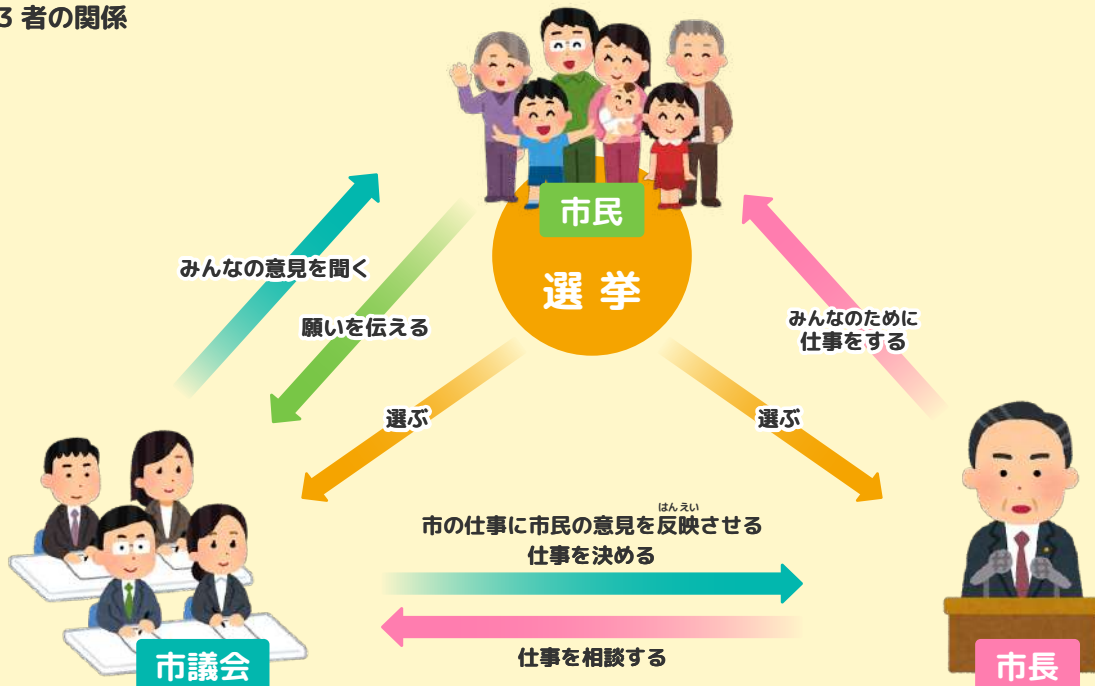 3 者の関係
市民
選 挙
みんなの意見を聞く
願いを伝える
みんなのために
仕事をする
選ぶ
選ぶ
はんえい
市の仕事に市民の意見を反映させる
仕事を決める
仕事を相談する
市議会
市長